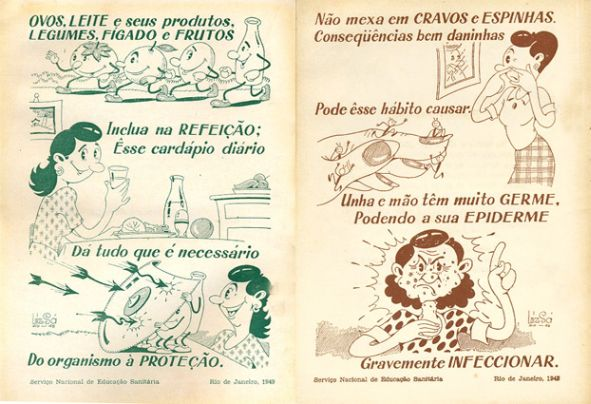 OVOS, LEITE e seus produtos,
LEGUMES, FÍGADO e FRUTOS
Inclua na REFEIÇÃO;
Êsse cardápio diário
Dá tudo que é necessário
Do organismo à PROTEÇÃO.
Serviço Nacional de Educação Sanitária Rio de Janeiro, 1949
Não mexa em CRAVOS e ESPINHAS.
Conseqüências bem daninhas
Pode êsse hábito causar.
Unha e mão têm muito GERME,
Podendo a sua EPIDERME
Gravemente INFECCIONAR.
Serviço Nacional de Educação Sanitária Rio de Janeiro, 1949